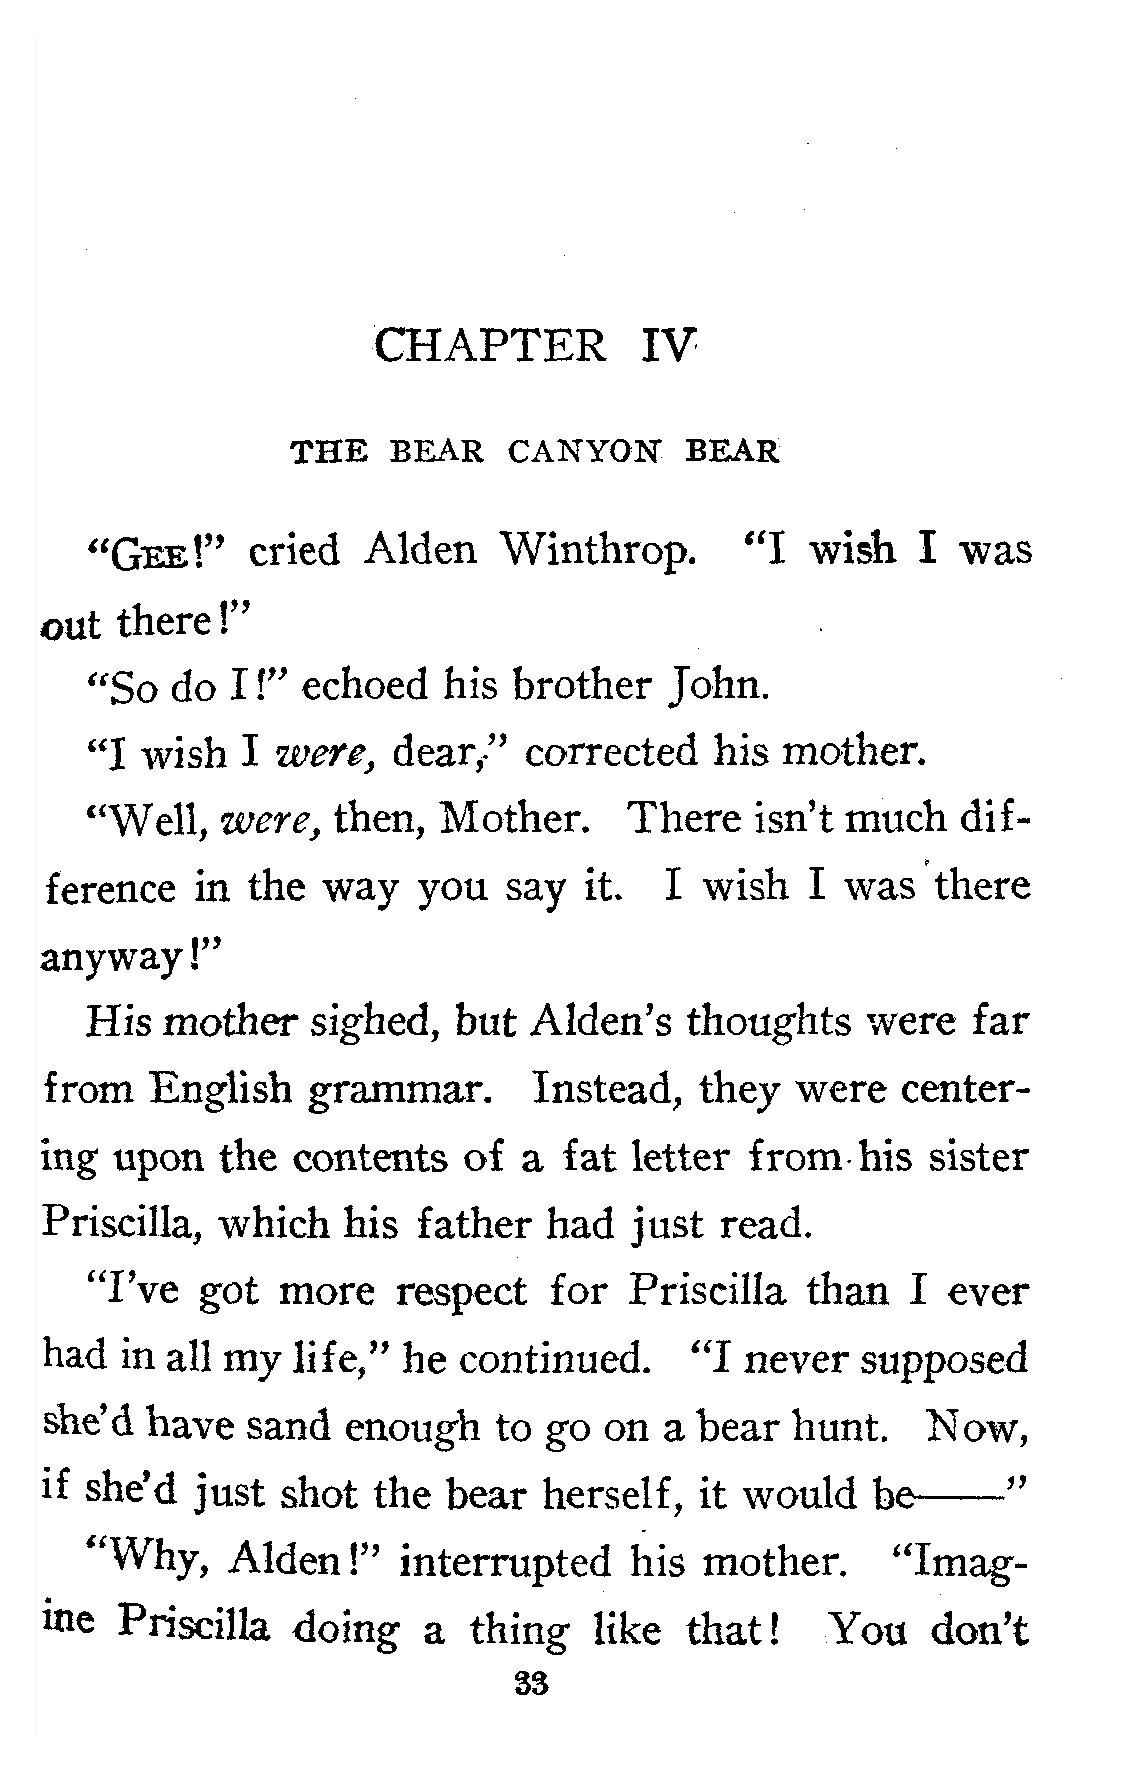 CHAPTER IV
THE BEAR CANYON BEAR
“GEE!” cried Alden Winthrop. “I wish I was
out there!”
“So do I!” echoed his brother John.
“I wish I were, dear,” corrected his mother.
“Well, were, then, Mother. There isn’t much dif-
ference in the way you say it. I wish I was there
anyway!”
His mother sighed, but Alden’s thoughts were far
from English grammar. Instead, they were center-
ing upon the contents of a fat letter from his sister
Priscilla, which his father had just read.
“I’ve got more respect for Priscilla than I ever
had in all my life,” he continued. “I never supposed
she’d have sand enough to go on a bear hunt. Now,
if she’d just shot the bear herself, it would be——”
“Why, Alden!” interrupted his mother. “Imag-
ine Priscilla doing a thing like that! You don’t
33